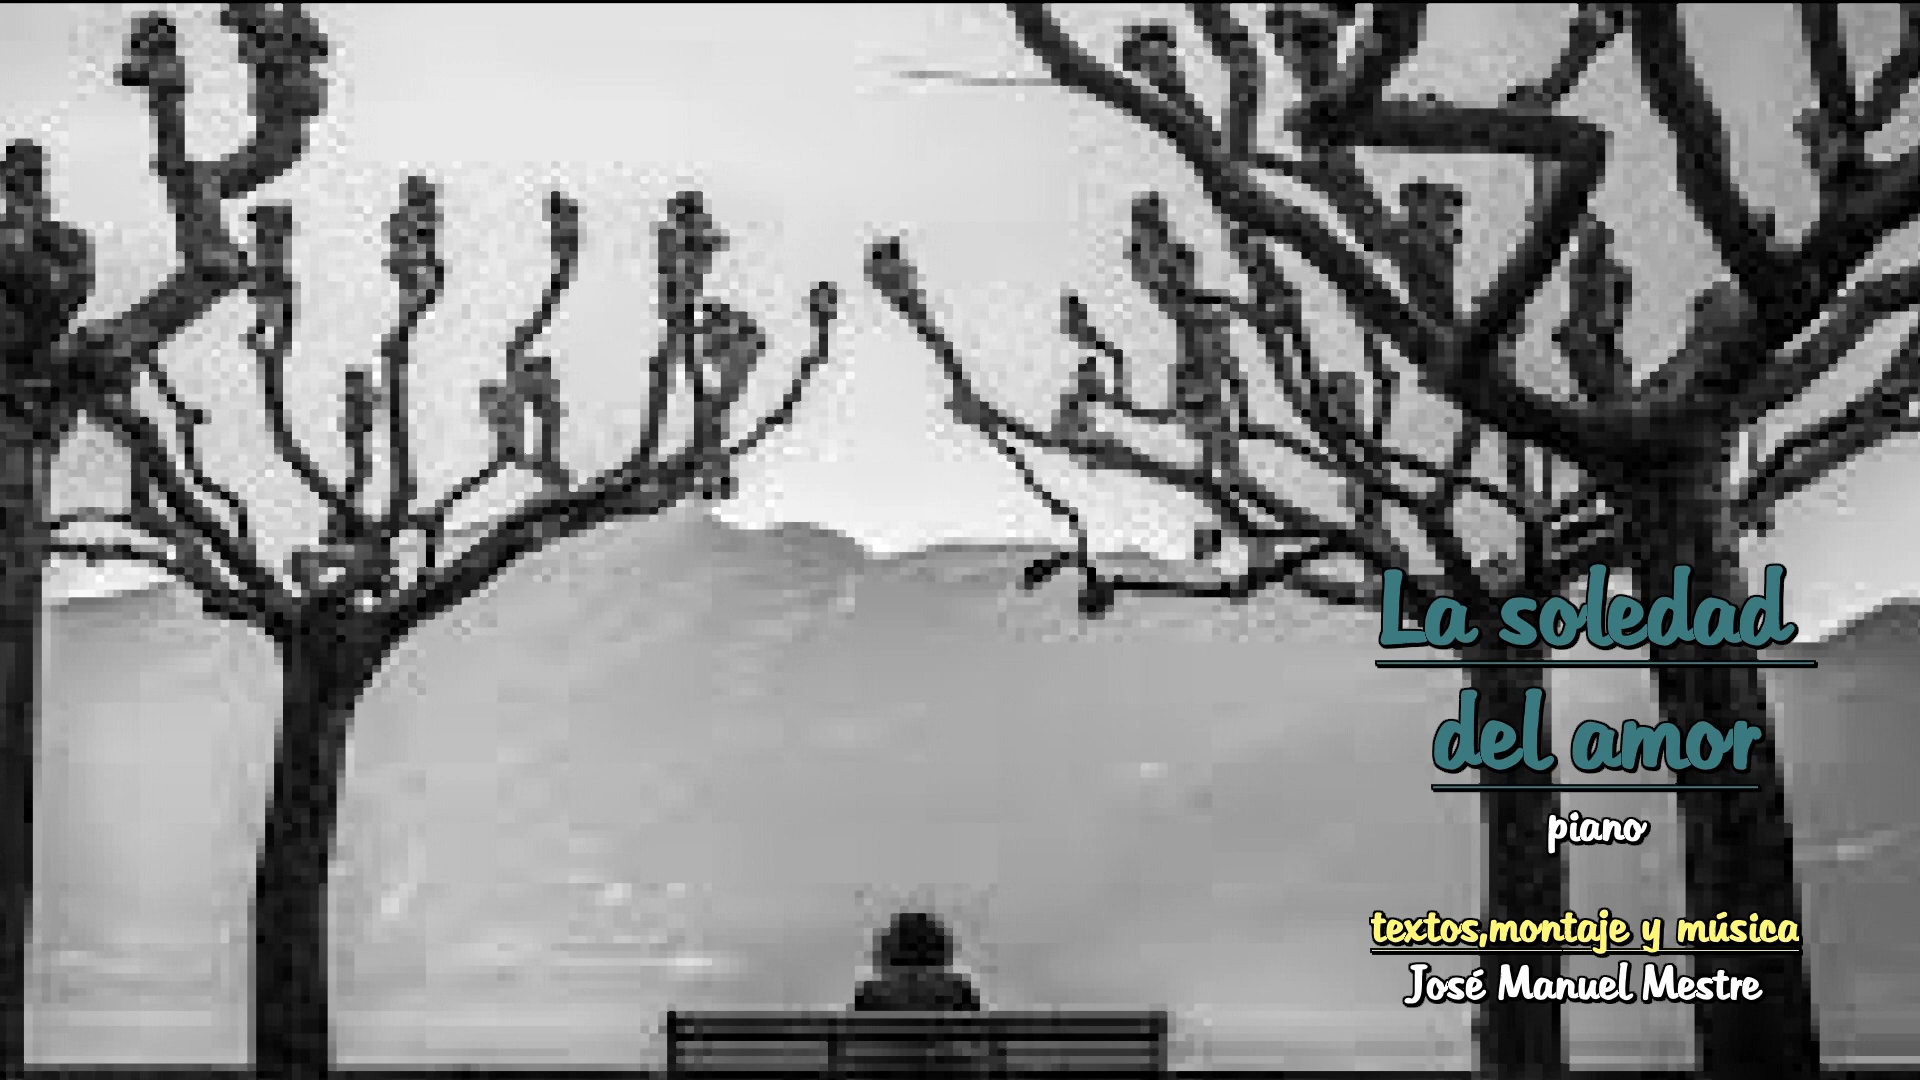 La soledad
del amor
piano
textos,montaje y música
José Manuel Mestre